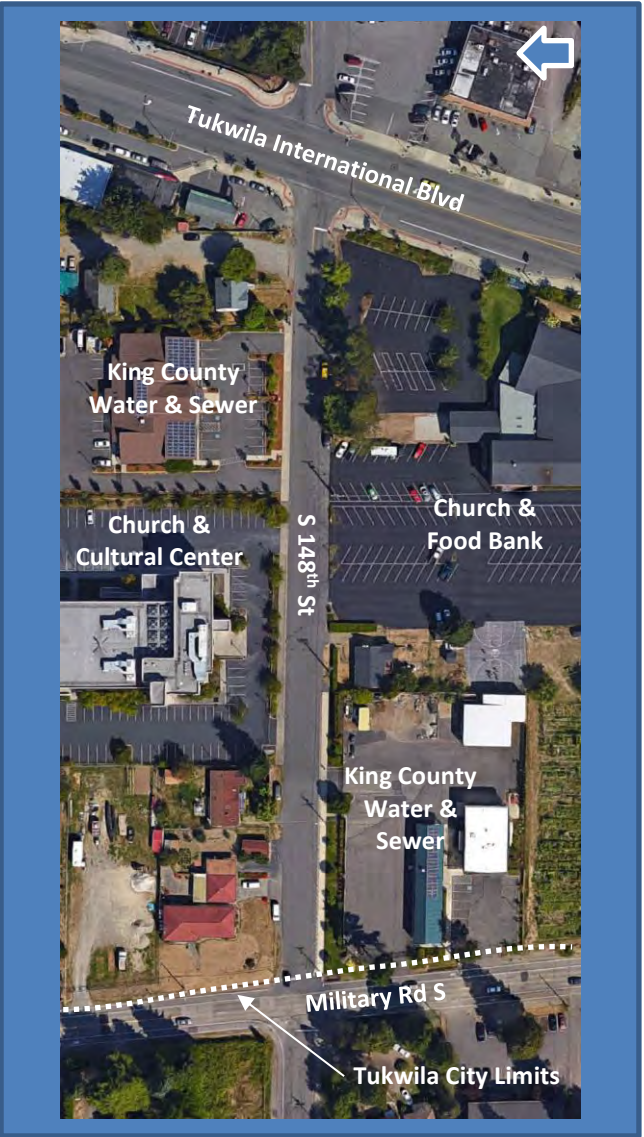 Tukwila International Blvd
King County
Water & Sewer
Church &
Cultural Center
S 148th St
Church &
Food Bank
King County
Water &
Sewer
Military Rd S
Tukwila City Limits